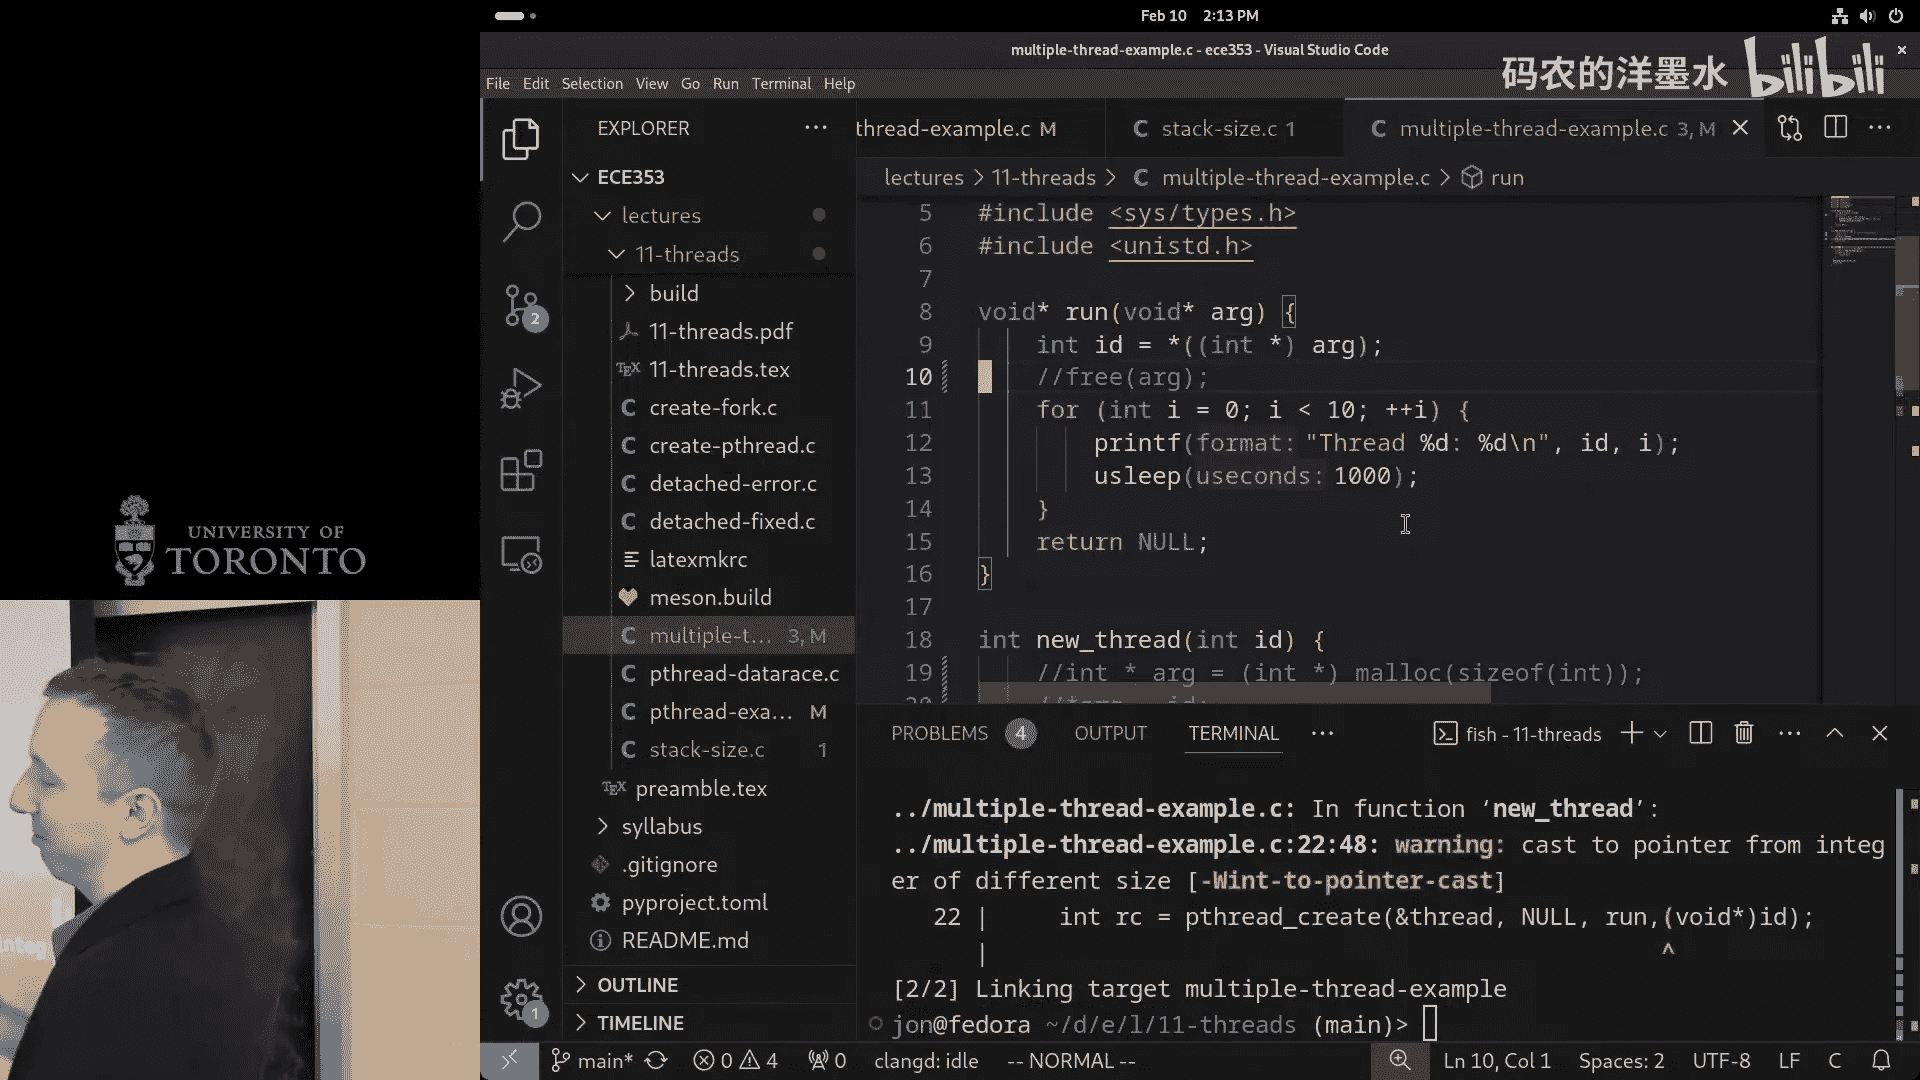 Feb 10 2:13 PM
multiple-thread-example.c - ece353 - Visual Studio Code
码农的洋墨水 bilibili
File Edit Selection View Go Run Terminal Help
EXPLORER
thread-example.c M
stack-size.c 1
multiple-thread-example.c 3, M
lectures > 11-threads > C multiple-thread-example.c > run
ECE353
lectures
11-threads
build
11-threads.pdf
11-threads.tex
create-fork.c
create-pthread.c
detached-error.c
detached-fixed.c
latexmkrc
meson.build
multiple-t... 3, M
pthread-datarace.c
pthread-exa... M
stack-size.c 1
preamble.tex
syllabus
.gitignore
pyproject.toml
README.md
OUTLINE
TIMELINE
2
1
5 #include <sys/types.h>
6 #include <unistd.h>
7
8 void* run(void* arg) {
9 int id = *((int *) arg);
10 //free(arg);
11 for (int i = 0; i < 10; ++i) {
12 printf(format: "Thread %d: %d\n", id, i);
13 usleep(useconds: 1000);
14 }
15 return NULL;
16 }
17
18 int new_thread(int id) {
19 //int * arg = (int *) malloc(sizeof(int));
PROBLEMS 4 OUTPUT TERMINAL ... fish - 11-threads
../multiple-thread-example.c: In function ‘new_thread’:
../multiple-thread-example.c:22:48: warning: cast to pointer from integ
er of different size [-Wint-to-pointer-cast]
22 | int rc = pthread_create(&thread, NULL, run,(void*)id);
| ^
[2/2] Linking target multiple-thread-example
jon@fedora ~/d/e/l/11-threads (main)>
main* 0 4 0 clangd: idle -- NORMAL -- Ln 10, Col 1 Spaces: 2 UTF-8 LF C
UNIVERSITY OF
TORONTO